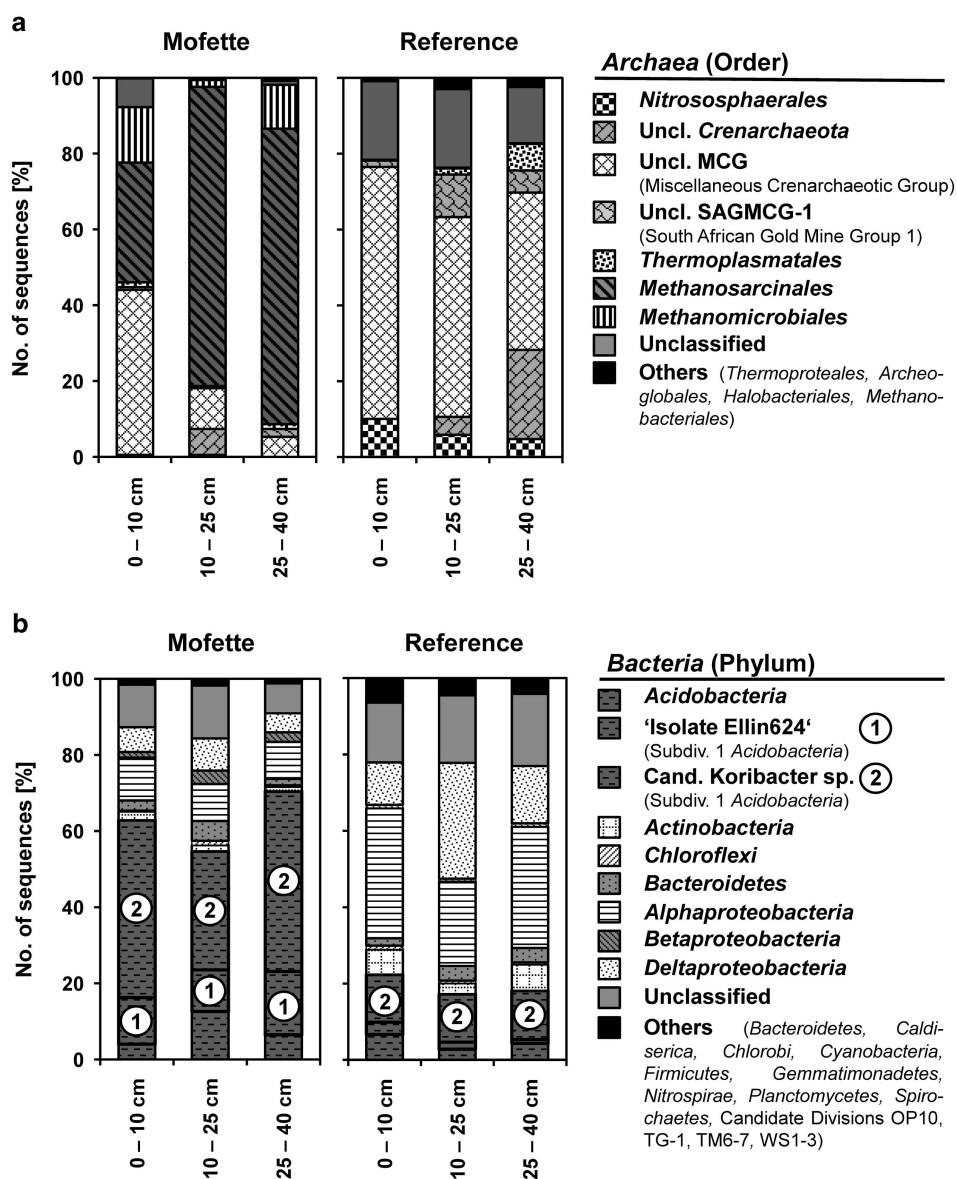 a
Mofette
Reference
No. of sequences [%]
100
80
60
40
20
0
0 – 10 cm
10 – 25 cm
25 – 40 cm
0 – 10 cm
10 – 25 cm
25 – 40 cm
Archaea (Order)
Nitrososphaerales
Uncl. Crenarchaeota
Uncl. MCG
(Miscellaneous Crenarchaeotic Group)
Uncl. SAGMCG-1
(South African Gold Mine Group 1)
Thermoplasmatales
Methanosarcinales
Methanomicrobiales
Unclassified
Others (Thermoproteales, Archeo-
globales, Halobacteriales, Methano-
bacteriales)
b
Mofette
Reference
No. of sequences [%]
100
80
60
40
20
0
2
1
2
1
2
1
2
2
2
0 – 10 cm
10 – 25 cm
25 – 40 cm
0 – 10 cm
10 – 25 cm
25 – 40 cm
Bacteria (Phylum)
Acidobacteria
‘Isolate Ellin624‘ 1
(Subdiv. 1 Acidobacteria)
Cand. Koribacter sp. 2
(Subdiv. 1 Acidobacteria)
Actinobacteria
Chloroflexi
Bacteroidetes
Alphaproteobacteria
Betaproteobacteria
Deltaproteobacteria
Unclassified
Others (Bacteroidetes, Caldi-
serica, Chlorobi, Cyanobacteria,
Firmicutes, Gemmatimonadetes,
Nitrospirae, Planctomycetes, Spiro-
chaetes, Candidate Divisions OP10,
TG-1, TM6-7, WS1-3)